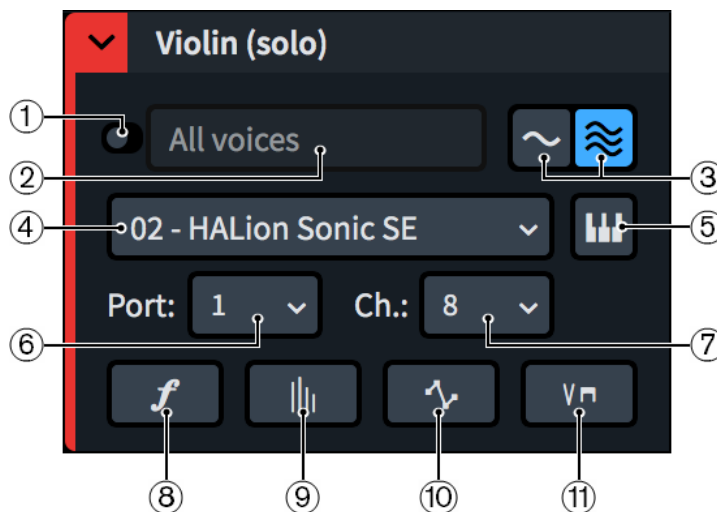 Violin (solo)
①
All voices
②
③
④
02 - HALion Sonic SE
⑤
Port: 1 Ch.: 8
⑥
⑦
f
V
⑧
⑨
⑩
⑪